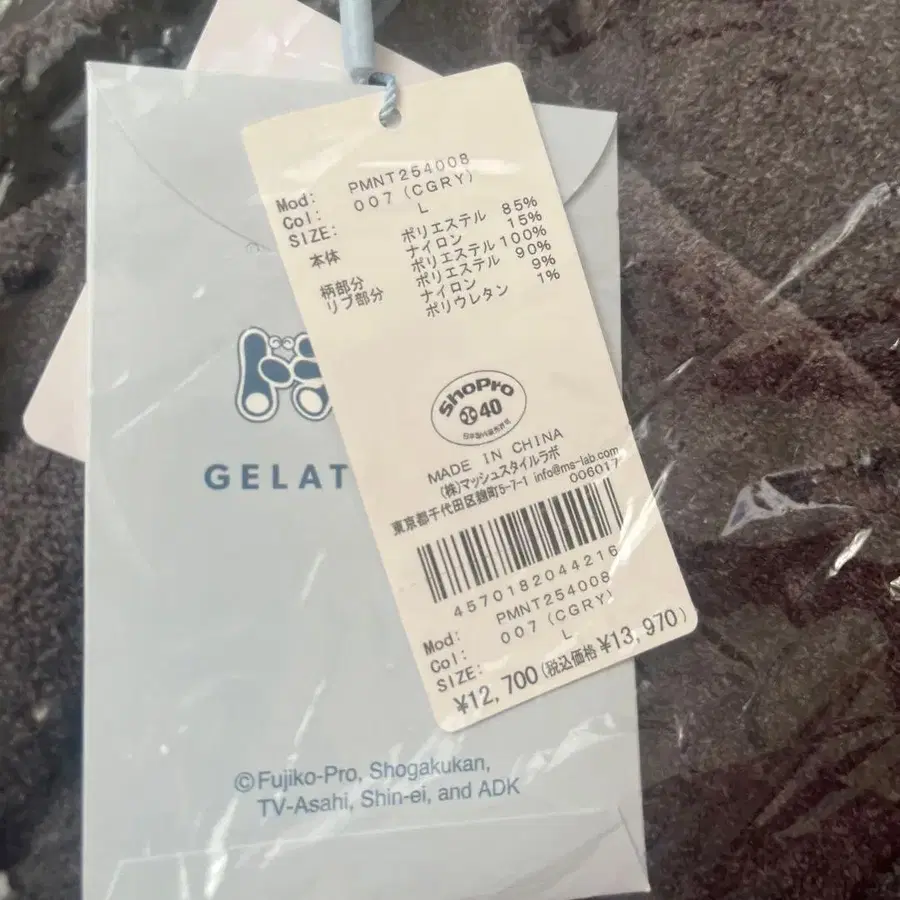 Mod: PMNT254008
Col: 007 (CGRY)
SIZE: L
本体 ポリエステル 85%
ナイロン 15%
柄部分 ポリエステル 100%
リブ部分 ポリエステル 90%
ナイロン 9%
ポリウレタン 1%
ShoPro
40
MADE IN CHINA
(株)マッシュスタイルラボ
東京都千代田区麹町5-7-1 info@ms-lab.com
006017
4570182044216
Mod: PMNT254008
Col: 007 (CGRY)
SIZE: L
¥12,700(税込価格¥13,970)
GELAT
©Fujiko-Pro, Shogakukan,
TV-Asahi, Shin-ei, and ADK